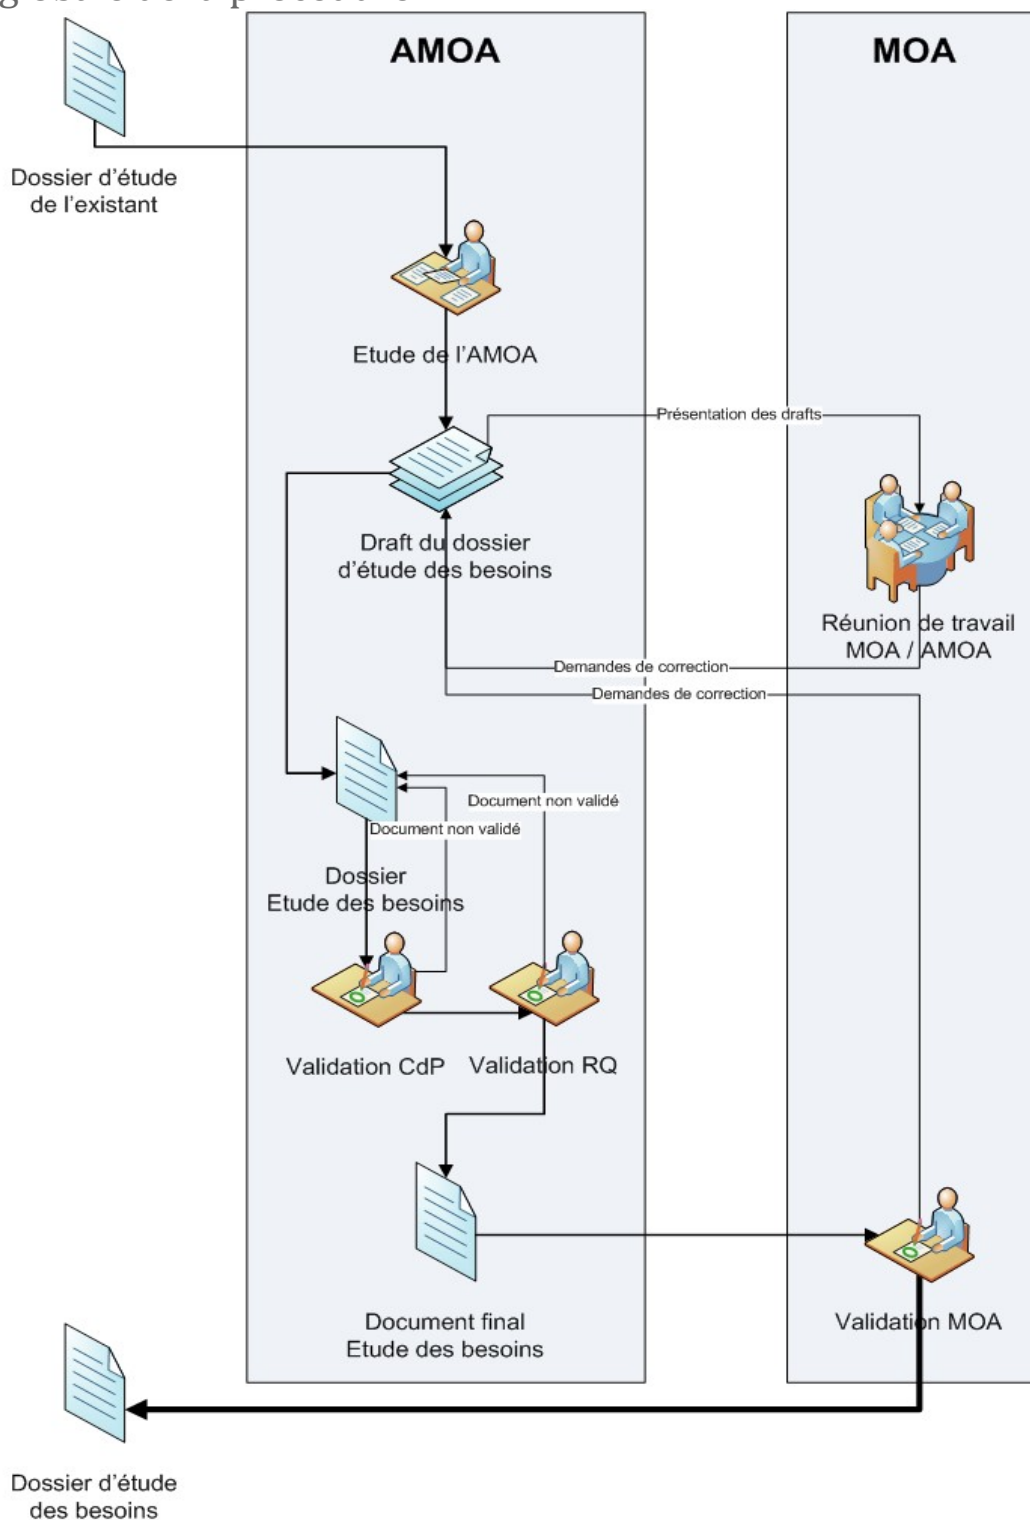 AMOA
MOA
Dossier d'étude
de l'existant
Etude de l'AMOA
Présentation des drafts
Draft du dossier
d'étude des besoins
Réunion de travail
MOA / AMOA
Demandes de correction
Demandes de correction
Document non validé
Document non validé
Dossier
Etude des besoins
Validation CdP
Validation RQ
Document final
Etude des besoins
Validation MOA
Dossier d'étude
des besoins